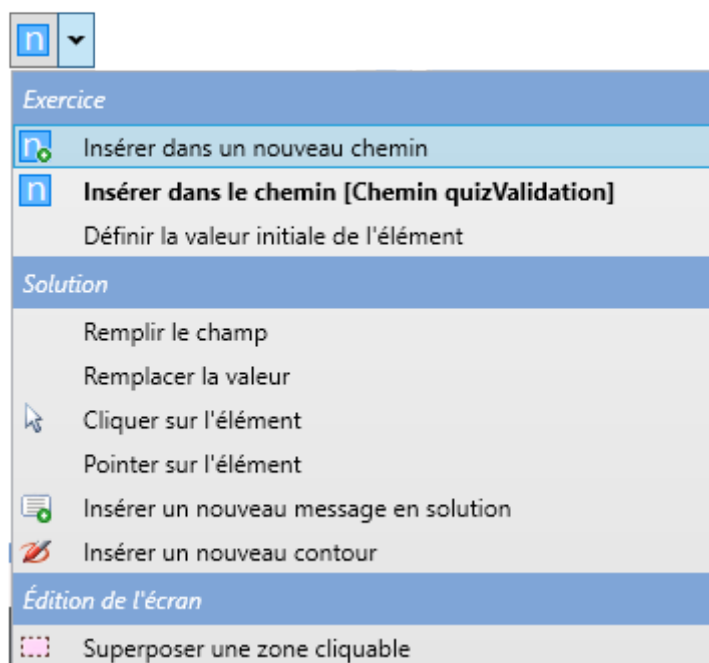 n
Exercice
n Insérer dans un nouveau chemin
n Insérer dans le chemin [Chemin quizValidation]
Définir la valeur initiale de l'élément
Solution
Remplir le champ
Remplacer la valeur
Cliquer sur l'élément
Pointer sur l'élément
Insérer un nouveau message en solution
Insérer un nouveau contour
Édition de l'écran
Superposer une zone cliquable